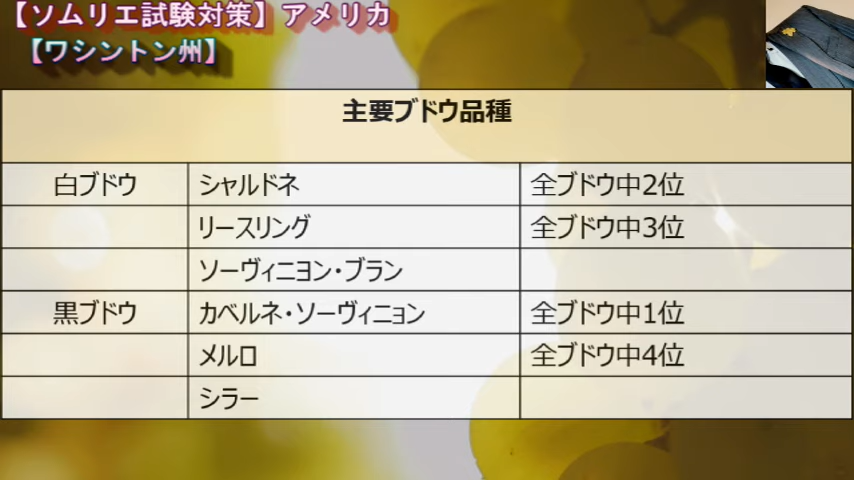 【ソムリエ試験対策】アメリカ
【ワシントン州】
主要ブドウ品種
白ブドウ シャルドネ 全ブドウ中2位
リースリング 全ブドウ中3位
ソーヴィニヨン・ブラン
黒ブドウ カベルネ・ソーヴィニョン 全ブドウ中1位
メルロ 全ブドウ中4位
シラー